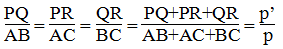 PQ/AB = PR/AC = QR/BC = PQ+PR+QR/AB+AC+BC = p'/p